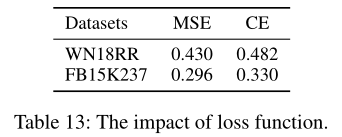 Datasets MSE CE
WN18RR 0.430 0.482
FB15K237 0.296 0.330
Table 13: The impact of loss function.